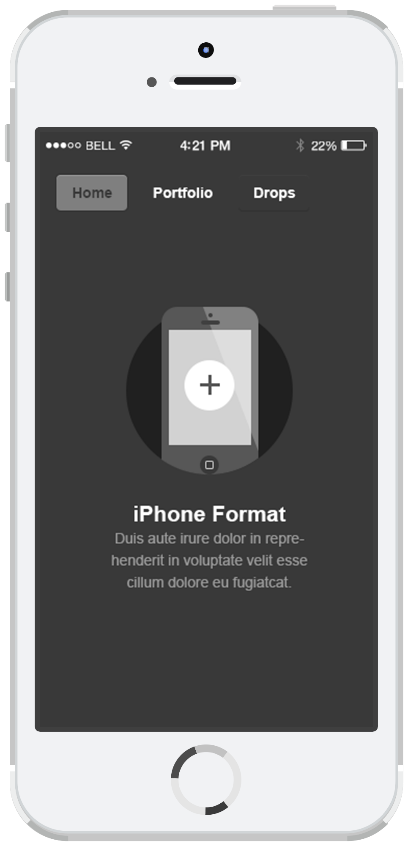 BELL 4:21 PM 22%
Home Portfolio Drops
iPhone Format
Duis aute irure dolor in repre-
henderit in voluptate velit esse
cillum dolore eu fugiatcat.